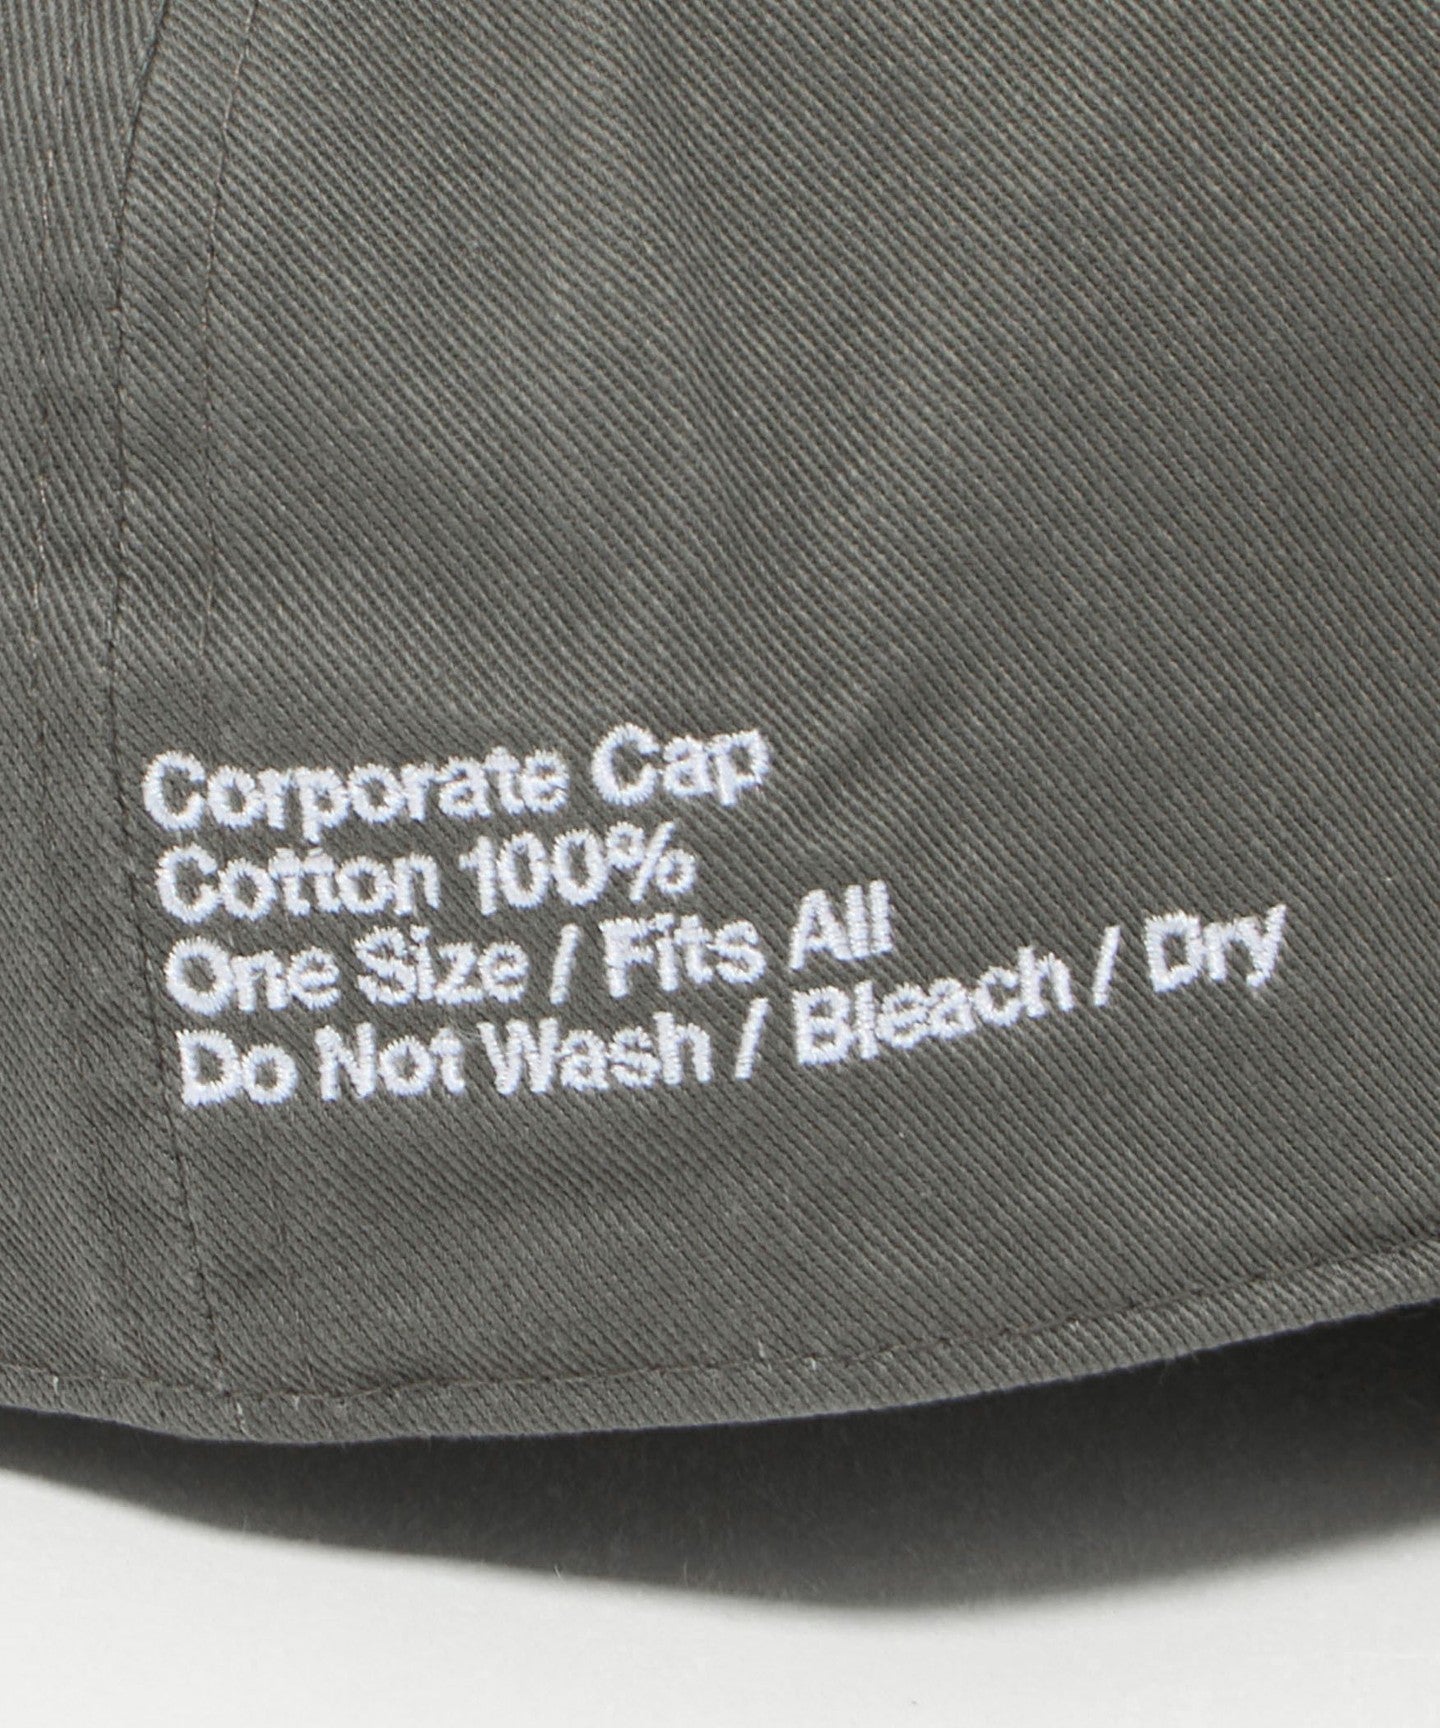 Corporate Cap
Cotton 100%
One Size / Fits All
Do Not Wash / Bleach / Dry